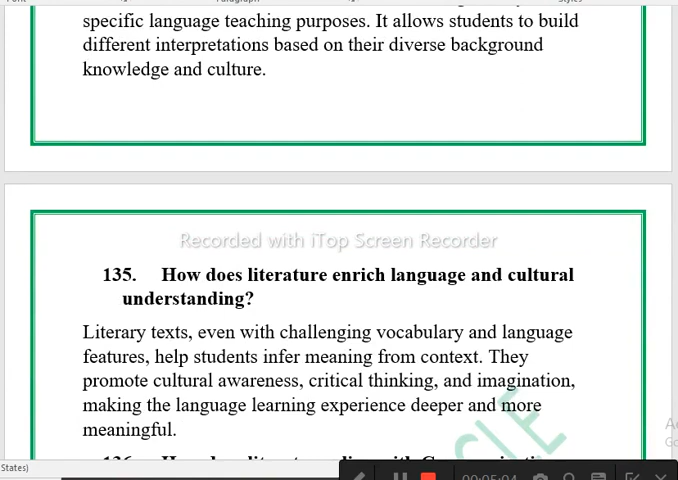 specific language teaching purposes. It allows students to build
different interpretations based on their diverse background
knowledge and culture.
Recorded with iTop Screen Recorder
135. How does literature enrich language and cultural
understanding?
Literary texts, even with challenging vocabulary and language
features, help students infer meaning from context. They
promote cultural awareness, critical thinking, and imagination,
making the language learning experience deeper and more
meaningful.
States)
00:05:04